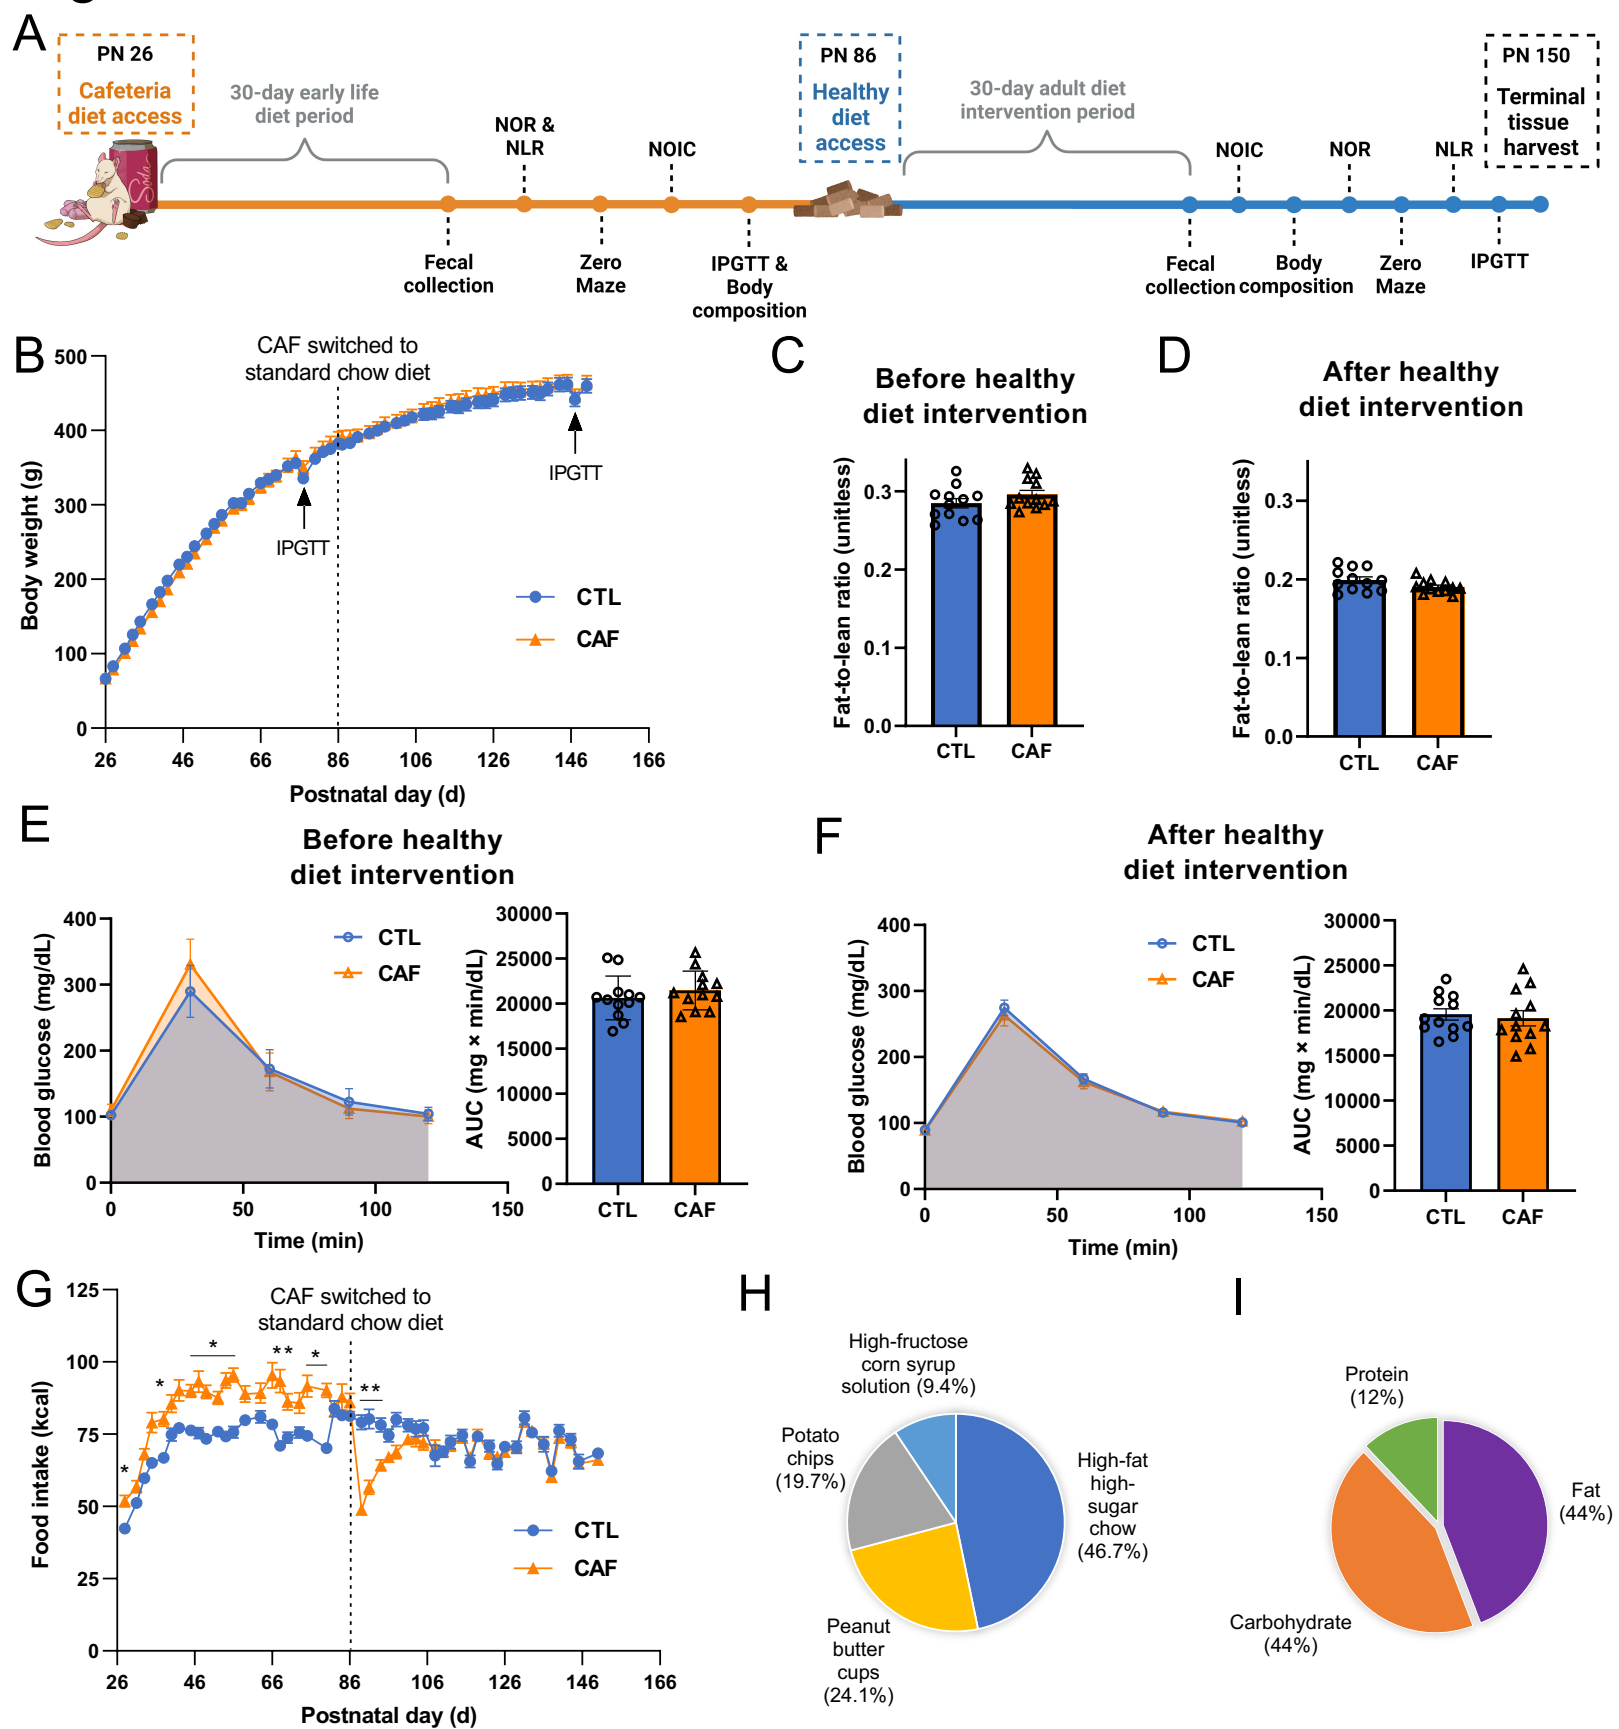 A
PN 26
Cafeteria
diet access
30-day early life
diet period
NOR &
NLR
NOIC
PN 86
Healthy
diet
access
30-day adult diet
intervention period
NOIC
NOR
NLR
PN 150
Terminal
tissue
harvest
Soda
Fecal
collection
Zero
Maze
IPGTT &
Body
composition
Fecal
collection
Body
composition
Zero
Maze
IPGTT
B
CAF switched to
standard chow diet
Body weight (g)
500
400
300
200
100
0
IPGTT
IPGTT
CTL
CAF
26
46
66
86
106
126
146
166
Postnatal day (d)
C
Before healthy
diet intervention
Fat-to-lean ratio (unitless)
0.3
0.2
0.1
0.0
CTL
CAF
D
After healthy
diet intervention
Fat-to-lean ratio (unitless)
0.3
0.2
0.1
0.0
CTL
CAF
E
Before healthy
diet intervention
Blood glucose (mg/dL)
400
300
200
100
0
CTL
CAF
0
50
100
150
Time (min)
AUC (mg × min/dL)
30000
25000
20000
15000
10000
5000
0
CTL
CAF
F
After healthy
diet intervention
Blood glucose (mg/dL)
400
300
200
100
0
CTL
CAF
0
50
100
150
Time (min)
AUC (mg × min/dL)
30000
25000
20000
15000
10000
5000
0
CTL
CAF
G
CAF switched to
standard chow diet
Food intake (kcal)
125
100
75
50
25
0
*
*
*
**
*
**
CTL
CAF
26
46
66
86
106
126
146
166
Postnatal day (d)
H
High-fructose
corn syrup
solution (9.4%)
Potato
chips
(19.7%)
High-fat
high-
sugar
chow
(46.7%)
Peanut
butter
cups
(24.1%)
I
Protein
(12%)
Fat
(44%)
Carbohydrate
(44%)